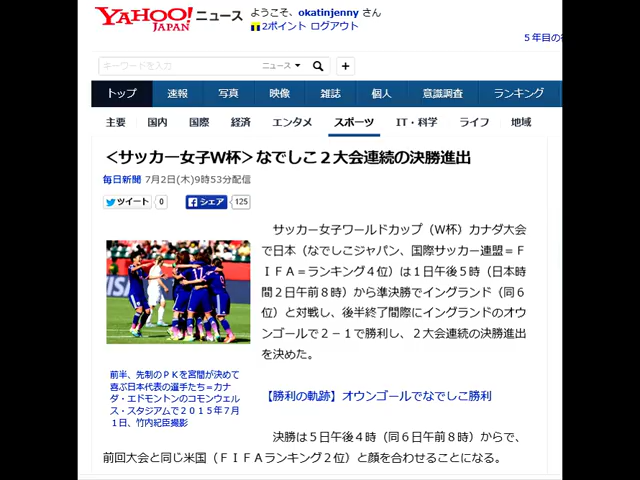 YAHOO! ニュース
JAPAN
ようこそ、okatinjenny さん
2ポイント ログアウト
5年目の
キーワードを入力 ニュース
トップ 速報 写真 映像 雑誌 個人 意識調査 ランキング
主要 国内 国際 経済 エンタメ スポーツ IT・科学 ライフ 地域
＜サッカー女子Ｗ杯＞なでしこ２大会連続の決勝進出
毎日新聞 7月2日(木)9時53分配信
ツイート 0 シェア 125
サッカー女子ワールドカップ（Ｗ杯）カナダ大会
で日本（なでしこジャパン、国際サッカー連盟＝Ｆ
ＩＦＡ＝ランキング４位）は１日午後５時（日本時
間２日午前８時）から準決勝でイングランド（同６
位）と対戦し、後半終了間際にイングランドのオウ
ンゴールで２－１で勝利し、２大会連続の決勝進出
を決めた。
前半、先制のＰＫを宮間が決めて
喜ぶ日本代表の選手たち＝カナ
ダ・エドモントンのコモンウェル
ス・スタジアムで２０１５年７月
１日、竹内紀臣撮影
【勝利の軌跡】オウンゴールでなでしこ勝利
決勝は５日午後４時（同６日午前８時）からで、
前回大会と同じ米国（ＦＩＦＡランキング２位）と顔を合わせることになる。